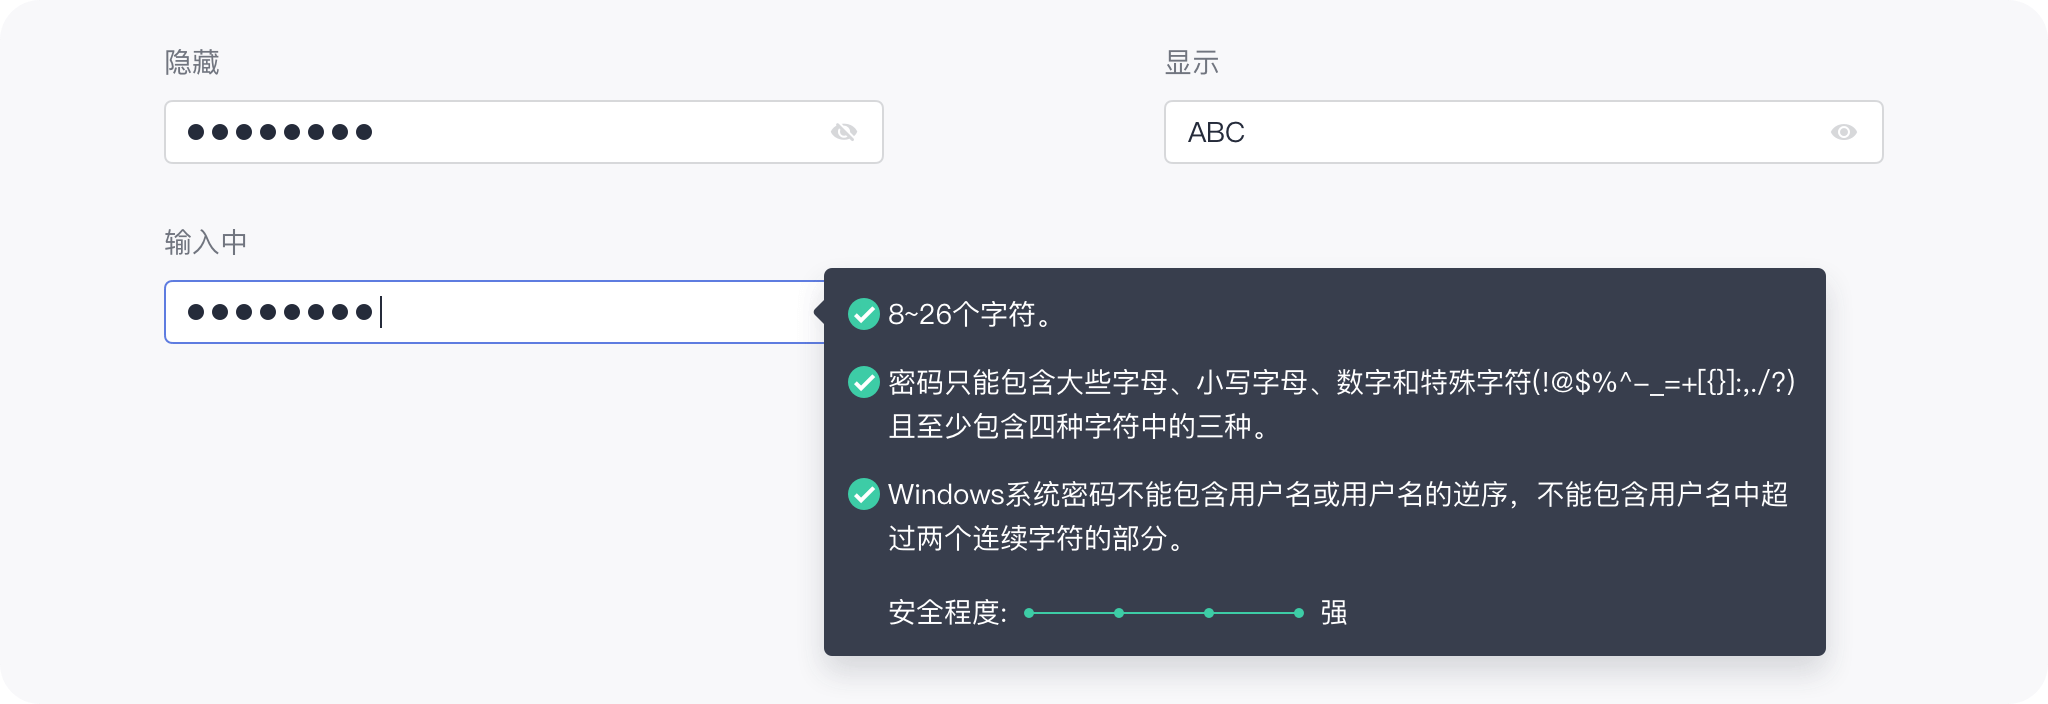 隐藏
显示
●●●●●●●●
ABC
输入中
●●●●●●●●
8~26个字符。
密码只能包含大些字母、小写字母、数字和特殊字符(!@$%^-_=+[{}]:,./?)
且至少包含四种字符中的三种。
Windows系统密码不能包含用户名或用户名的逆序，不能包含用户名中超
过两个连续字符的部分。
安全程度: 强